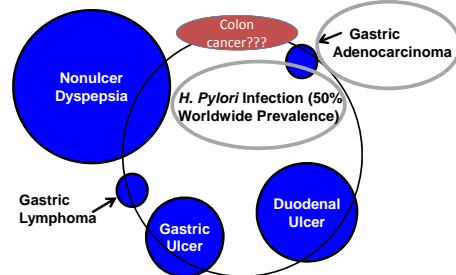 Colon
cancer???
Gastric
Adenocarcinoma
Nonulcer
Dyspepsia
H. Pylori Infection (50%
Worldwide Prevalence)
Gastric
Lymphoma
Gastric
Ulcer
Duodenal
Ulcer